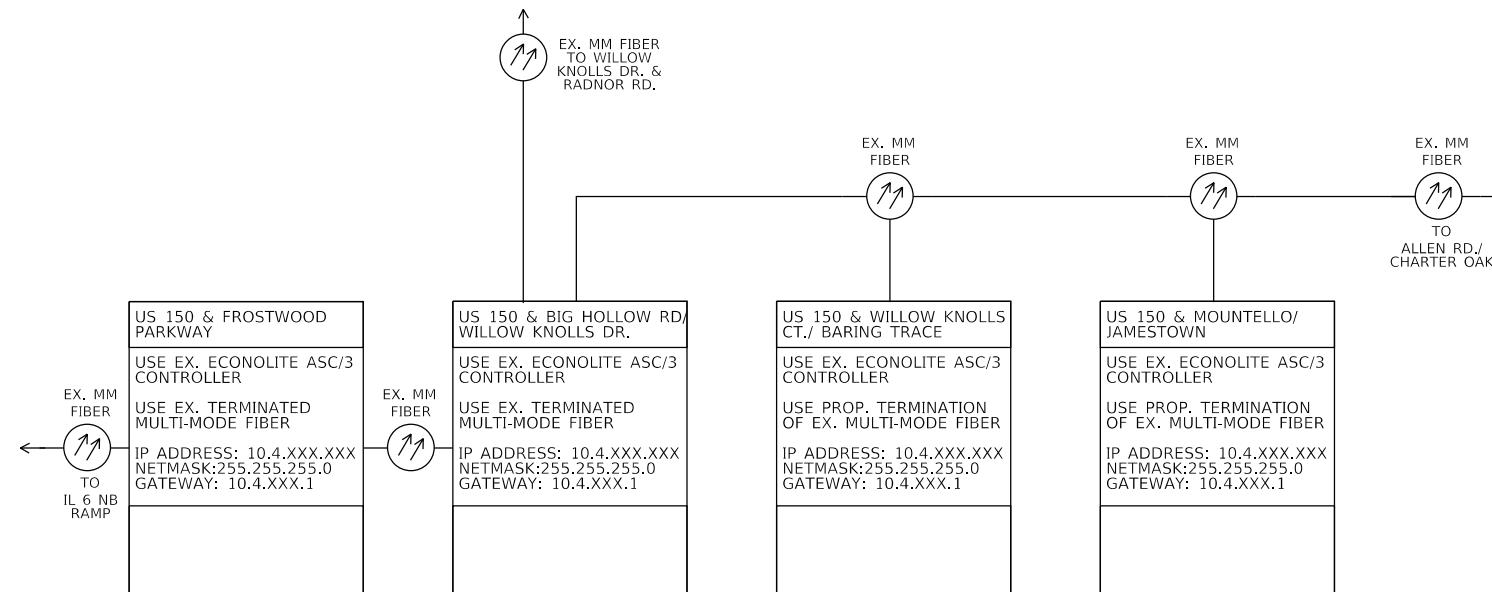 EX. MM FIBER
TO WILLOW
KNOLLS DR. &
RADNOR RD.
EX. MM
FIBER
EX. MM
FIBER
EX. MM
FIBER
TO
ALLEN RD./
CHARTER OAK
US 150 & FROSTWOOD
PARKWAY
USE EX. ECONOLITE ASC/3
CONTROLLER
USE EX. TERMINATED
MULTI-MODE FIBER
IP ADDRESS: 10.4.XXX.XXX
NETMASK:255.255.255.0
GATEWAY: 10.4.XXX.1
EX. MM
FIBER
TO
IL 6 NB
RAMP
EX. MM
FIBER
US 150 & BIG HOLLOW RD/
WILLOW KNOLLS DR.
USE EX. ECONOLITE ASC/3
CONTROLLER
USE EX. TERMINATED
MULTI-MODE FIBER
IP ADDRESS: 10.4.XXX.XXX
NETMASK:255.255.255.0
GATEWAY: 10.4.XXX.1
US 150 & WILLOW KNOLLS
CT./ BARING TRACE
USE EX. ECONOLITE ASC/3
CONTROLLER
USE PROP. TERMINATION
OF EX. MULTI-MODE FIBER
IP ADDRESS: 10.4.XXX.XXX
NETMASK:255.255.255.0
GATEWAY: 10.4.XXX.1
US 150 & MOUNTELLO/
JAMESTOWN
USE EX. ECONOLITE ASC/3
CONTROLLER
USE PROP. TERMINATION
OF EX. MULTI-MODE FIBER
IP ADDRESS: 10.4.XXX.XXX
NETMASK:255.255.255.0
GATEWAY: 10.4.XXX.1